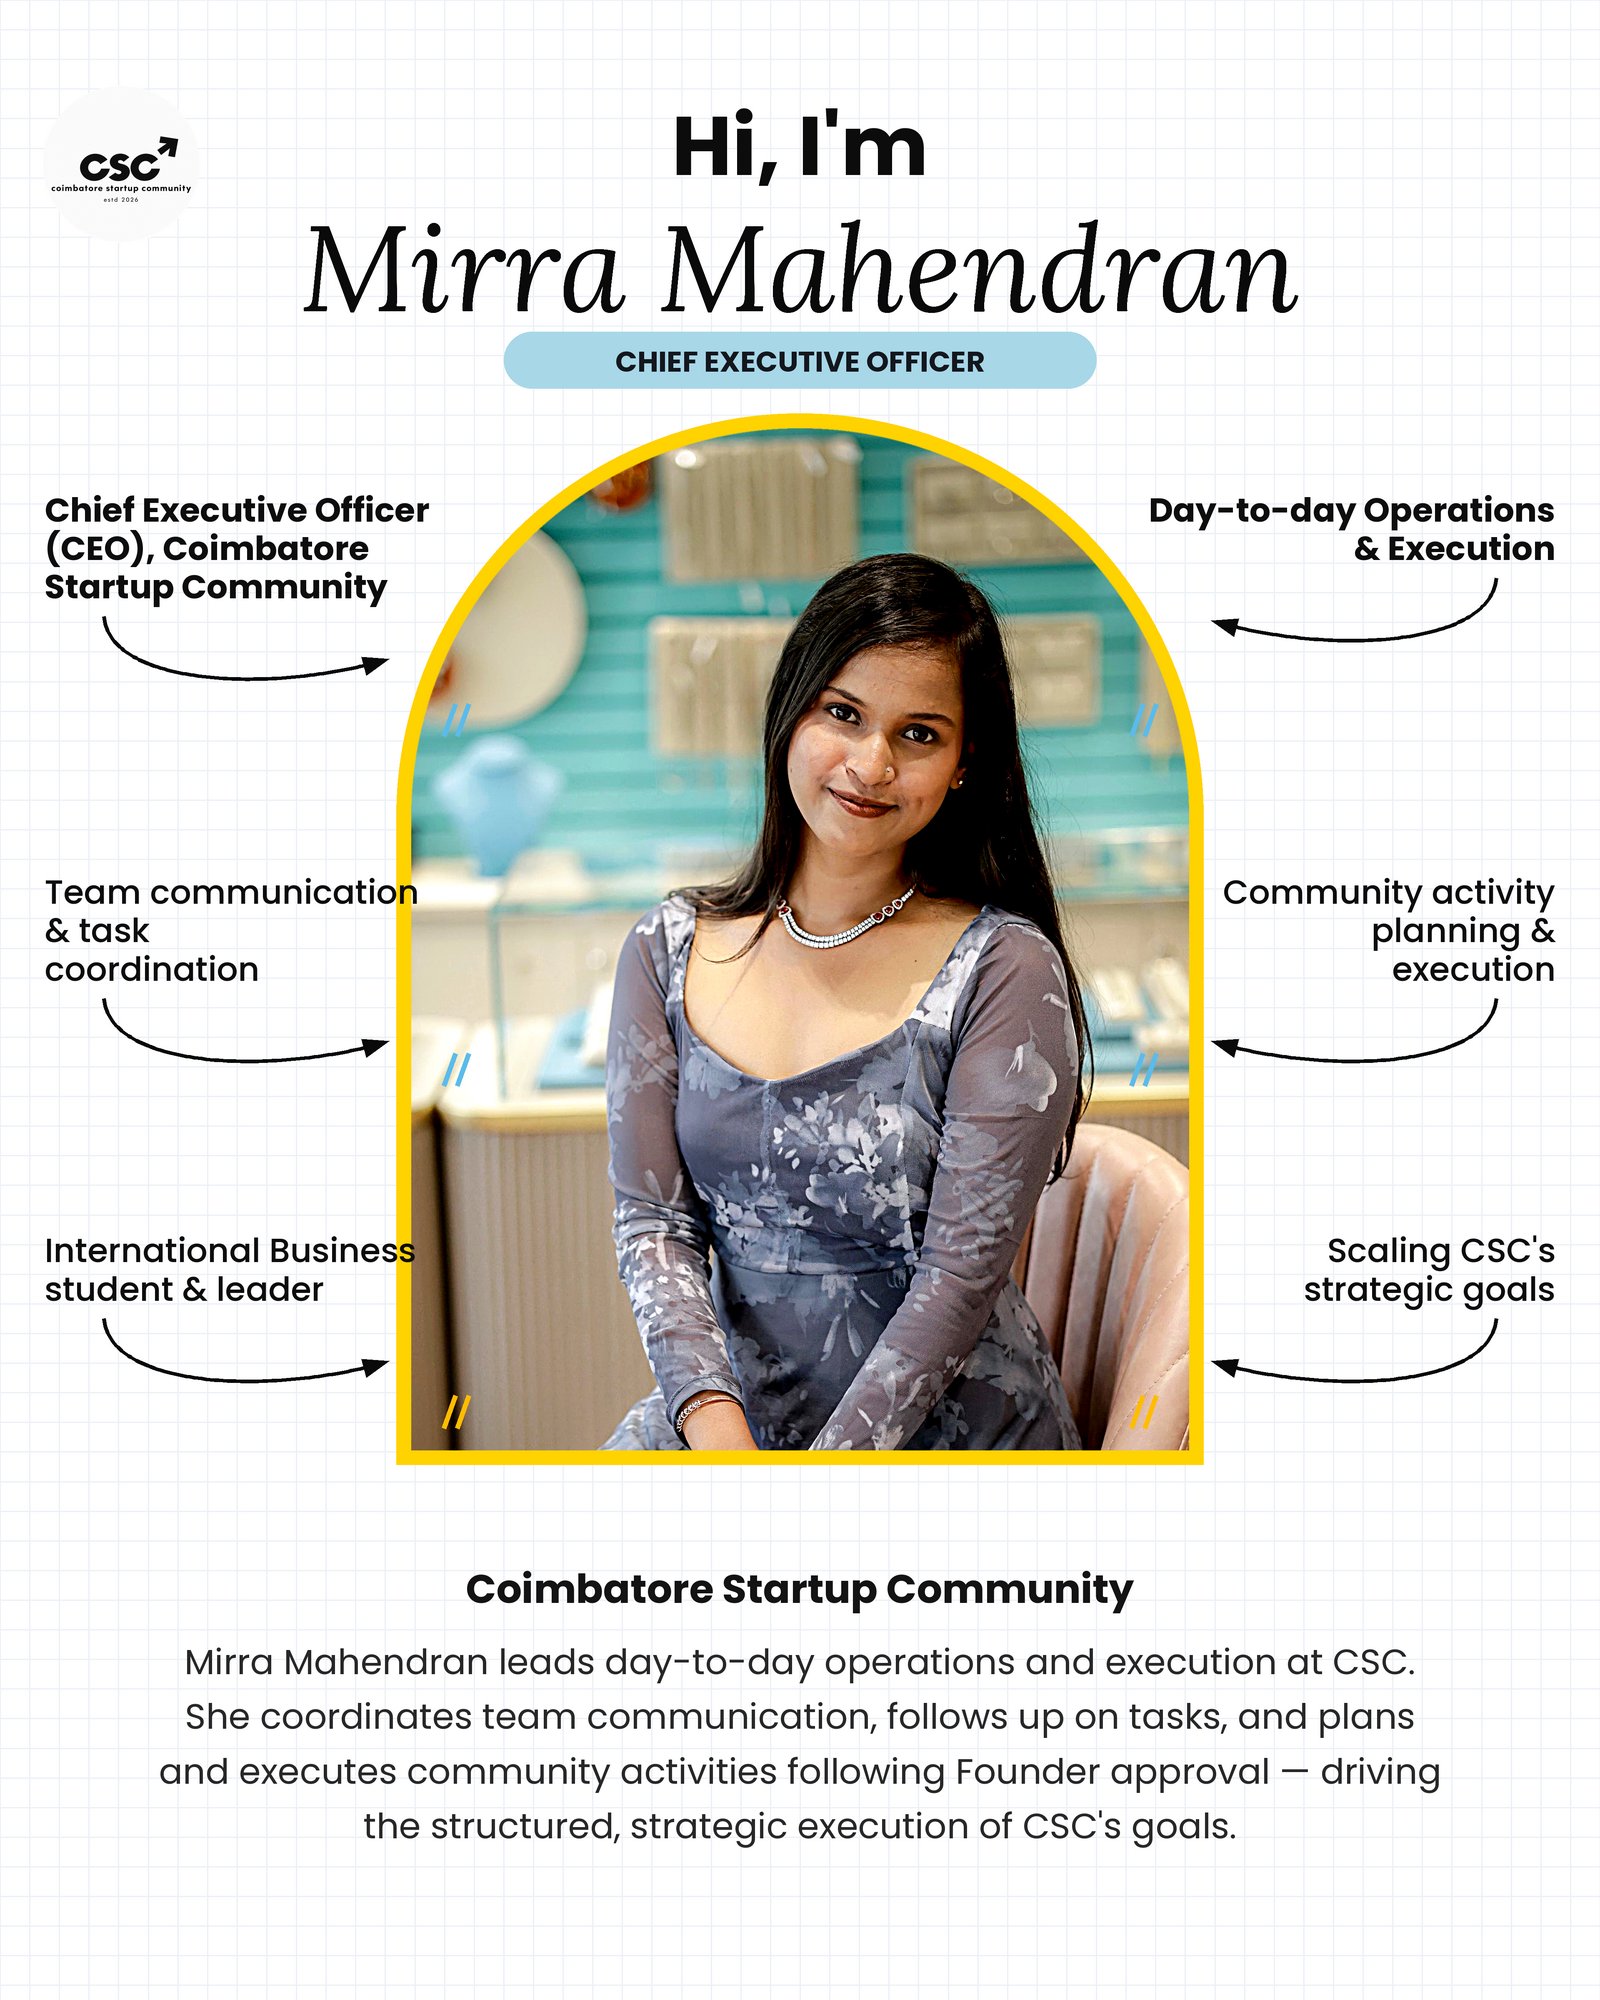 csc
coimbatore startup community
estd 2026
Hi, I'm
Mirra Mahendran
CHIEF EXECUTIVE OFFICER
Chief Executive Officer
(CEO), Coimbatore
Startup Community
Day-to-day Operations
& Execution
Team communication
& task
coordination
Community activity
planning &
execution
International Business
student & leader
Scaling CSC's
strategic goals
Coimbatore Startup Community
Mirra Mahendran leads day-to-day operations and execution at CSC.
She coordinates team communication, follows up on tasks, and plans
and executes community activities following Founder approval — driving
the structured, strategic execution of CSC's goals.